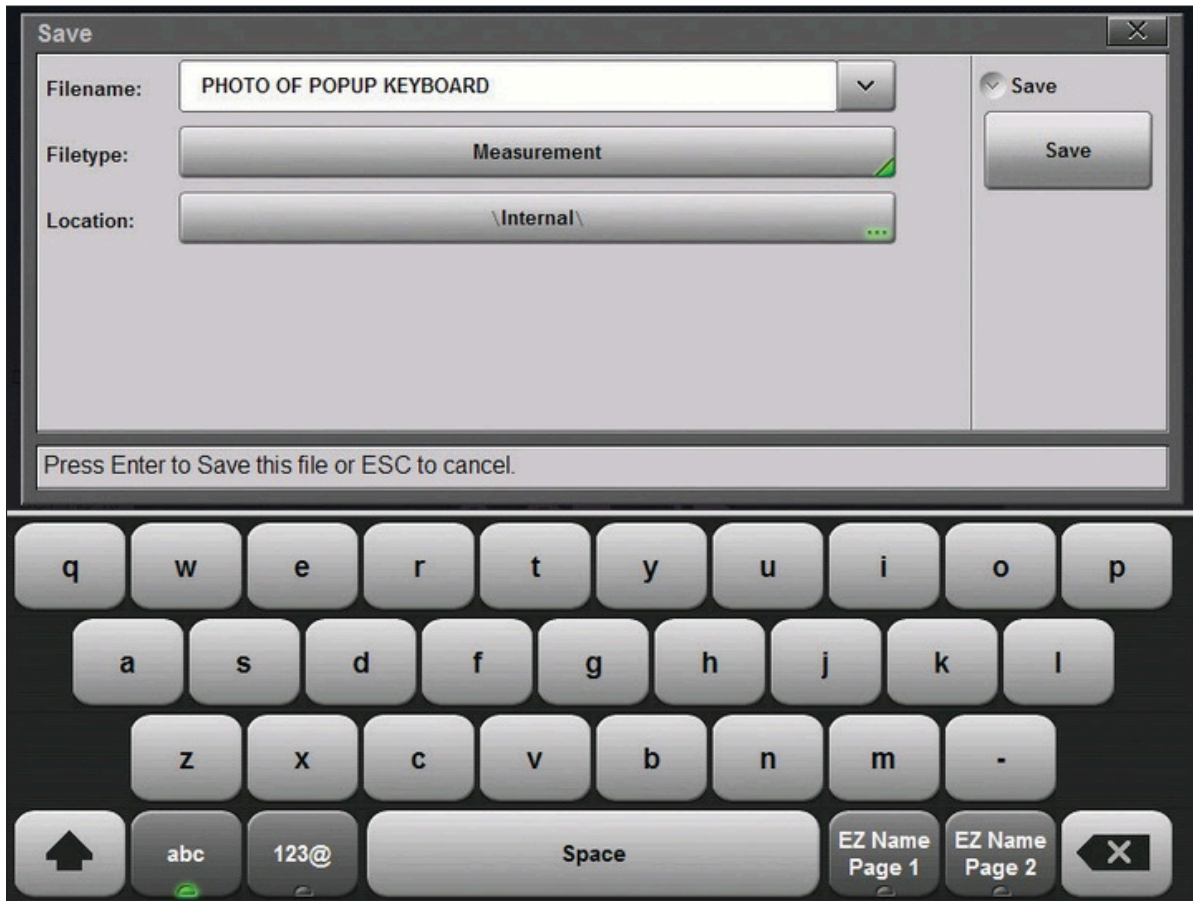 Save
Filename: PHOTO OF POPUP KEYBOARD
Save
Filetype: Measurement
Save
Location: \Internal\
Press Enter to Save this file or ESC to cancel.
q w e r t y u i o p
a s d f g h j k l
z x c v b n m -
abc 123@ Space EZ Name Page 1 EZ Name Page 2